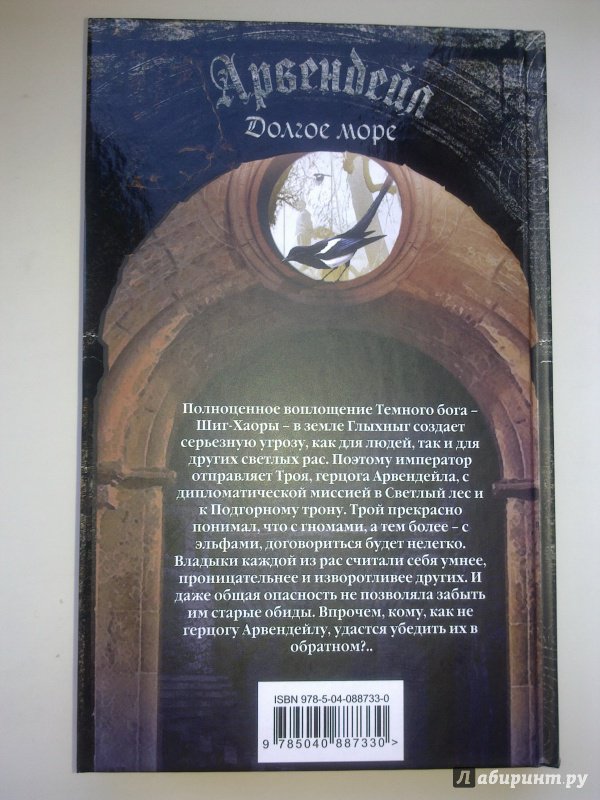 Арвендейл
Долгое море
Полноценное воплощение Темного бога –
Шиг-Хаоры – в земле Глыхныг создает
серьезную угрозу, как для людей, так и для
других светлых рас. Поэтому император
отправляет Троя, герцога Арвендейла, с
дипломатической миссией в Светлый лес и
к Подгорному трону. Трой прекрасно
понимал, что с гномами, а тем более – с
эльфами, договориться будет нелегко.
Владыки каждой из рас считали себя умнее,
проницательнее и изворотливее других. И
даже общая опасность не позволяла забыть
им старые обиды. Впрочем, кому, как не
герцогу Арвендейлу, удастся убедить их в
обратном?..
ISBN 978-5-04-088733-0
9 785040 887330 >
Лабиринт.ру